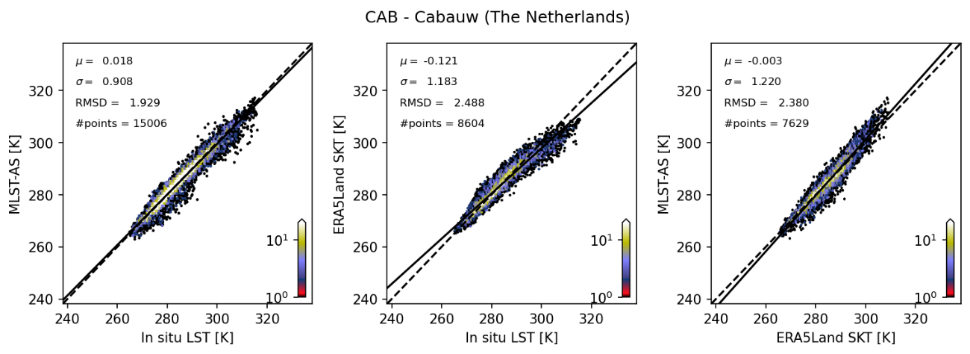 CAB - Cabauw (The Netherlands)
μ = 0.018
σ = 0.908
RMSD = 1.929
#points = 15006
320
300
280
260
240
MLST-AS [K]
10¹
10⁰
240 260 280 300 320
In situ LST [K]
μ = -0.121
σ = 1.183
RMSD = 2.488
#points = 8604
320
300
280
260
240
ERA5Land SKT [K]
10¹
10⁰
240 260 280 300 320
In situ LST [K]
μ = -0.003
σ = 1.220
RMSD = 2.380
#points = 7629
320
300
280
260
240
MLST-AS [K]
10¹
10⁰
240 260 280 300 320
ERA5Land SKT [K]